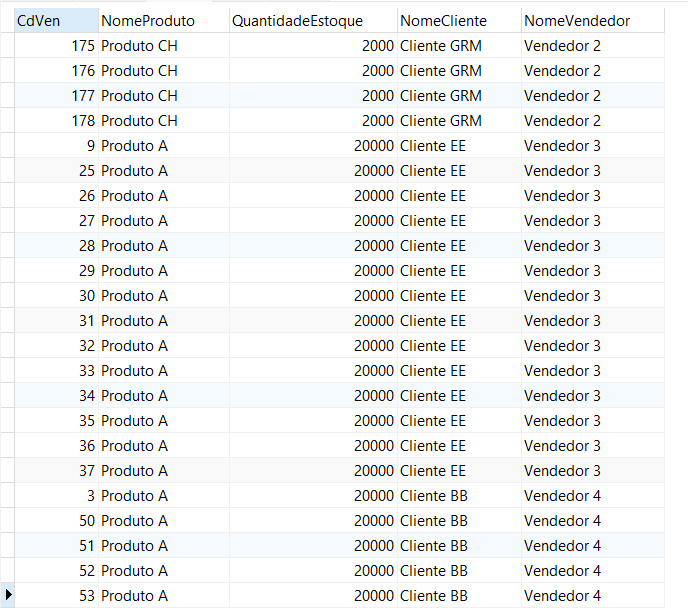 CdVen NomeProduto QuantidadeEstoque NomeCliente NomeVendedor
175 Produto CH 2000 Cliente GRM Vendedor 2
176 Produto CH 2000 Cliente GRM Vendedor 2
177 Produto CH 2000 Cliente GRM Vendedor 2
178 Produto CH 2000 Cliente GRM Vendedor 2
9 Produto A 20000 Cliente EE Vendedor 3
25 Produto A 20000 Cliente EE Vendedor 3
26 Produto A 20000 Cliente EE Vendedor 3
27 Produto A 20000 Cliente EE Vendedor 3
28 Produto A 20000 Cliente EE Vendedor 3
29 Produto A 20000 Cliente EE Vendedor 3
30 Produto A 20000 Cliente EE Vendedor 3
31 Produto A 20000 Cliente EE Vendedor 3
32 Produto A 20000 Cliente EE Vendedor 3
33 Produto A 20000 Cliente EE Vendedor 3
34 Produto A 20000 Cliente EE Vendedor 3
35 Produto A 20000 Cliente EE Vendedor 3
36 Produto A 20000 Cliente EE Vendedor 3
37 Produto A 20000 Cliente EE Vendedor 3
3 Produto A 20000 Cliente BB Vendedor 4
50 Produto A 20000 Cliente BB Vendedor 4
51 Produto A 20000 Cliente BB Vendedor 4
52 Produto A 20000 Cliente BB Vendedor 4
53 Produto A 20000 Cliente BB Vendedor 4